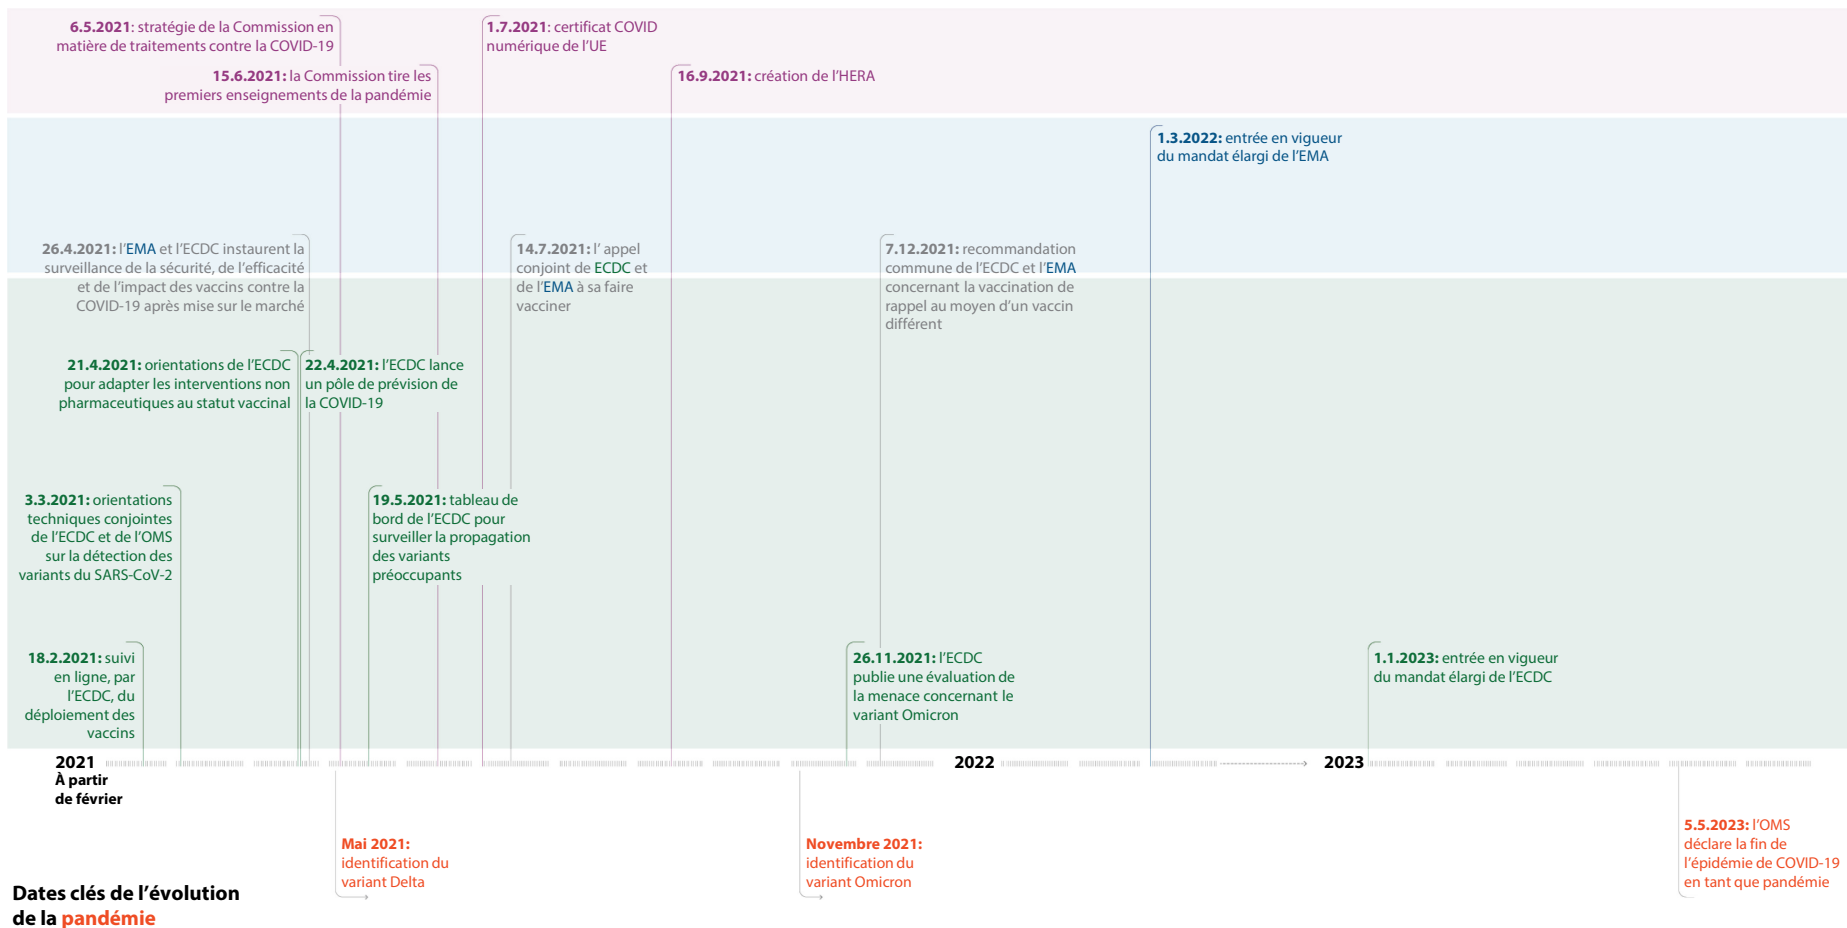 6.5.2021: stratégie de la Commission en
matière de traitements contre la COVID-19
1.7.2021: certificat COVID
numérique de l'UE
15.6.2021: la Commission tire les
premiers enseignements de la pandémie
16.9.2021: création de l'HERA
1.3.2022: entrée en vigueur
du mandat élargi de l'EMA
26.4.2021: l'EMA et l'ECDC instaurent la
surveillance de la sécurité, de l'efficacité
et de l'impact des vaccins contre la
COVID-19 après mise sur le marché
14.7.2021: l' appel
conjoint de ECDC et
de l'EMA à sa faire
vacciner
7.12.2021: recommandation
commune de l'ECDC et l'EMA
concernant la vaccination de
rappel au moyen d'un vaccin
différent
21.4.2021: orientations de l'ECDC
pour adapter les interventions non
pharmaceutiques au statut vaccinal
22.4.2021: l'ECDC lance
un pôle de prévision de
la COVID-19
3.3.2021: orientations
techniques conjointes
de l'ECDC et de l'OMS
sur la détection des
variants du SARS-CoV-2
19.5.2021: tableau de
bord de l'ECDC pour
surveiller la propagation
des variants
préoccupants
18.2.2021: suivi
en ligne, par
l'ECDC, du
déploiement des
vaccins
26.11.2021: l'ECDC
publie une évaluation de
la menace concernant le
variant Omicron
1.1.2023: entrée en vigueur
du mandat élargi de l'ECDC
2021
À partir
de février
2022
2023
Mai 2021:
identification du
variant Delta
Novembre 2021:
identification du
variant Omicron
5.5.2023: l'OMS
déclare la fin de
l'épidémie de COVID-19
en tant que pandémie
Dates clés de l'évolution
de la pandémie